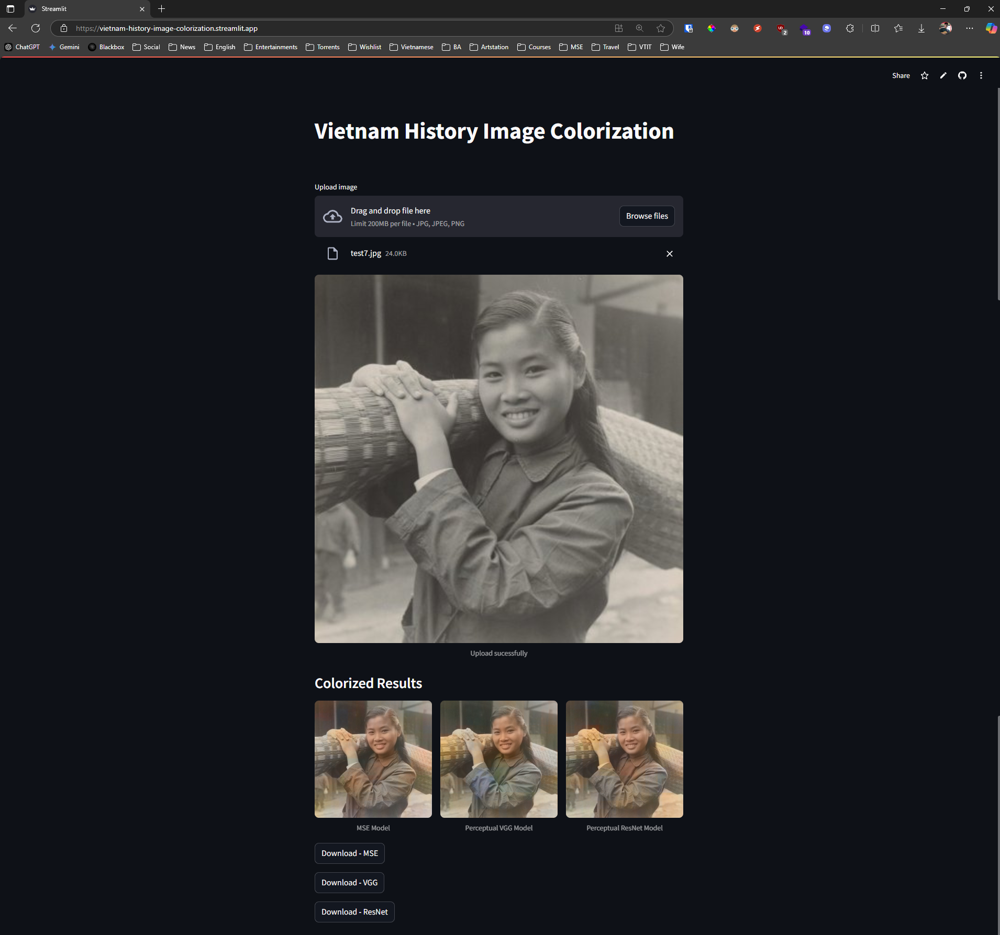 Streamlit
https://vietnam-history-image-colorization.streamlit.app
2
10
ChatGPT Gemini Blackbox Social News English Entertainments Torrents Wishlist Vietnamese BA Artstation Courses MSE Travel VTIT Wife
Share
Vietnam History Image Colorization
Upload image
Drag and drop file here
Limit 200MB per file • JPG, JPEG, PNG
Browse files
test7.jpg 24.0KB
Upload sucessfully
Colorized Results
MSE Model Perceptual VGG Model Perceptual ResNet Model
Download - MSE
Download - VGG
Download - ResNet